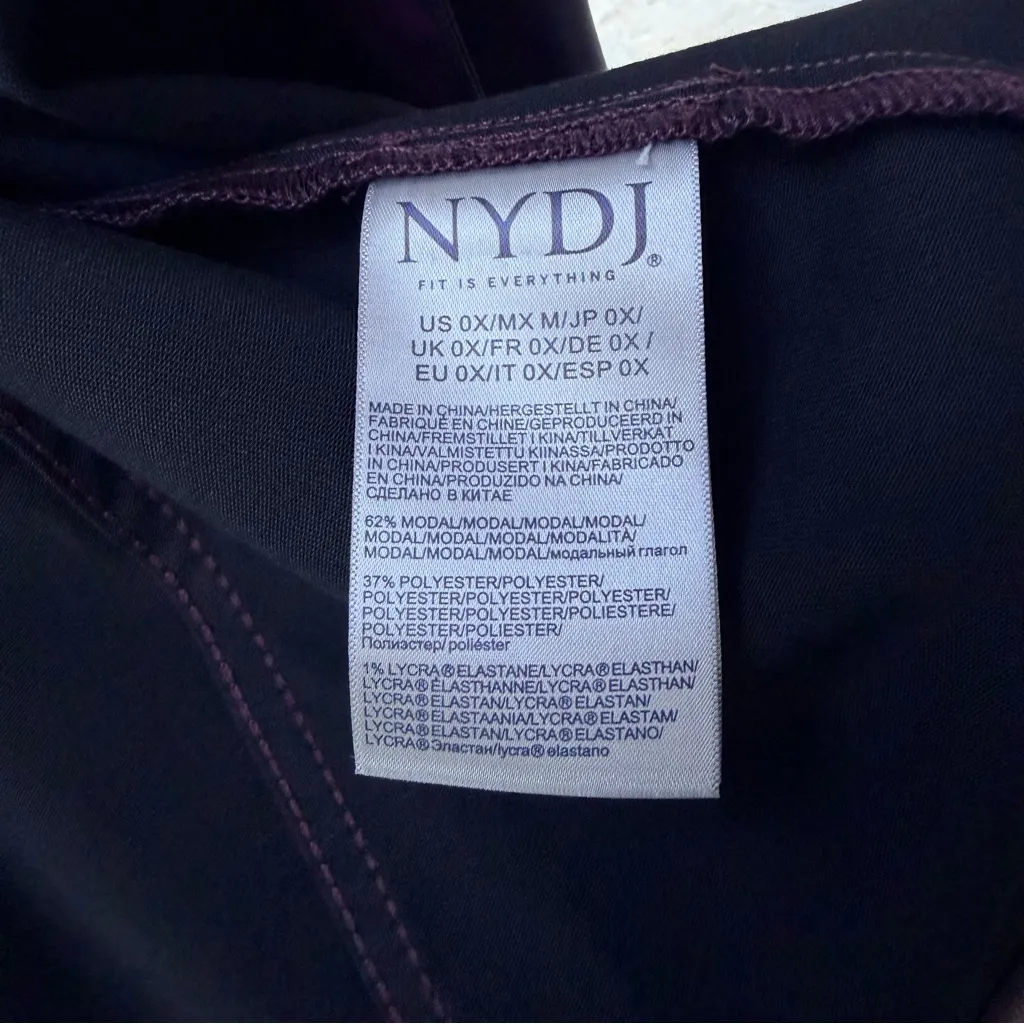 NYDJ®
FIT IS EVERYTHING
US 0X/MX M/JP 0X/
UK 0X/FR 0X/DE 0X /
EU 0X/IT 0X/ESP 0X
MADE IN CHINA/HERGESTELLT IN CHINA/
FABRIQUÉ EN CHINE/GEPRODUCEERD IN
CHINA/FREMSTILLET I KINA/TILLVERKAT
I KINA/VALMISTETTU KIINASSA/PRODOTTO
IN CHINA/PRODUSERT I KINA/FABRICADO
EN CHINA/PRODUZIDO NA CHINA/
СДЕЛАНО В КИТАЕ
62% MODAL/MODAL/MODAL/MODAL/
MODAL/MODAL/MODAL/MODALITÀ/
MODAL/MODAL/MODAL/модальный глагол
37% POLYESTER/POLYESTER/
POLYESTER/POLYESTER/POLYESTER/
POLYESTER/POLYESTER/POLIESTERE/
POLYESTER/POLIESTER/
Полиэстер/ poliéster
1% LYCRA® ELASTANE/LYCRA® ELASTHAN/
LYCRA® ÉLASTHANNE/LYCRA® ELASTHAN/
LYCRA® ELASTAN/LYCRA® ELASTAN/
LYCRA® ELASTAANIA/LYCRA® ELASTAM/
LYCRA® ELASTAN/LYCRA® ELASTANO/
LYCRA® Эластан/lycra® elastano